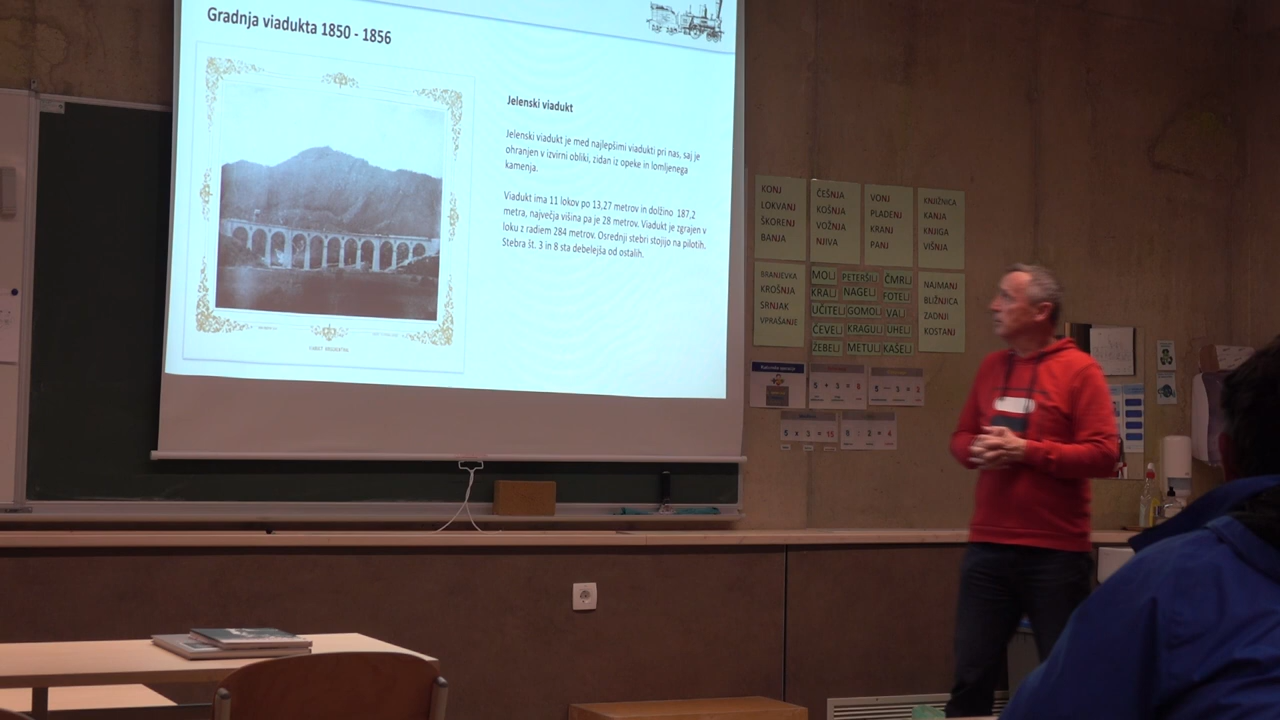 Gradnja viadukta 1850 - 1856
Jelenski viadukt
Jelenski viadukt je med najlepšimi viadukti pri nas, saj je
ohranjen v izvirni obliki, zidan iz opeke in lomljenega
kamenja.
Viadukt ima 11 lokov po 13,27 metrov in dolžino 187,2
metra, največja višina pa je 28 metrov. Viadukt je zgrajen v
loku z radiem 284 metrov. Osrednji stebri stojijo na pilotih.
Stebra št. 3 in 8 sta debelejša od ostalih.
KONJ
LOKVANJ
ŠKORENJ
BANJA
ČEŠNJA
KOŠNJA
VOŽNJA
NJIVA
VONJ
PLADENJ
KRANJ
PANJ
KNJIŽNICA
KANJA
KNJIGA
VIŠNJA
BRANJEVKA
KROŠNJA
SRNJAK
VPRAŠANJE
MOLJ
PETERŠILJ
ČMRLJ
KRALJ
NAGELJ
FOTELJ
UČITELJ
GOMOLJ
VALJ
ČEVELJ
KRAGULJ
UHELJ
ŽEBELJ
METULJ
KAŠELJ
NAJMANJ
BLIŽNJICA
ZADNJI
KOSTANJ